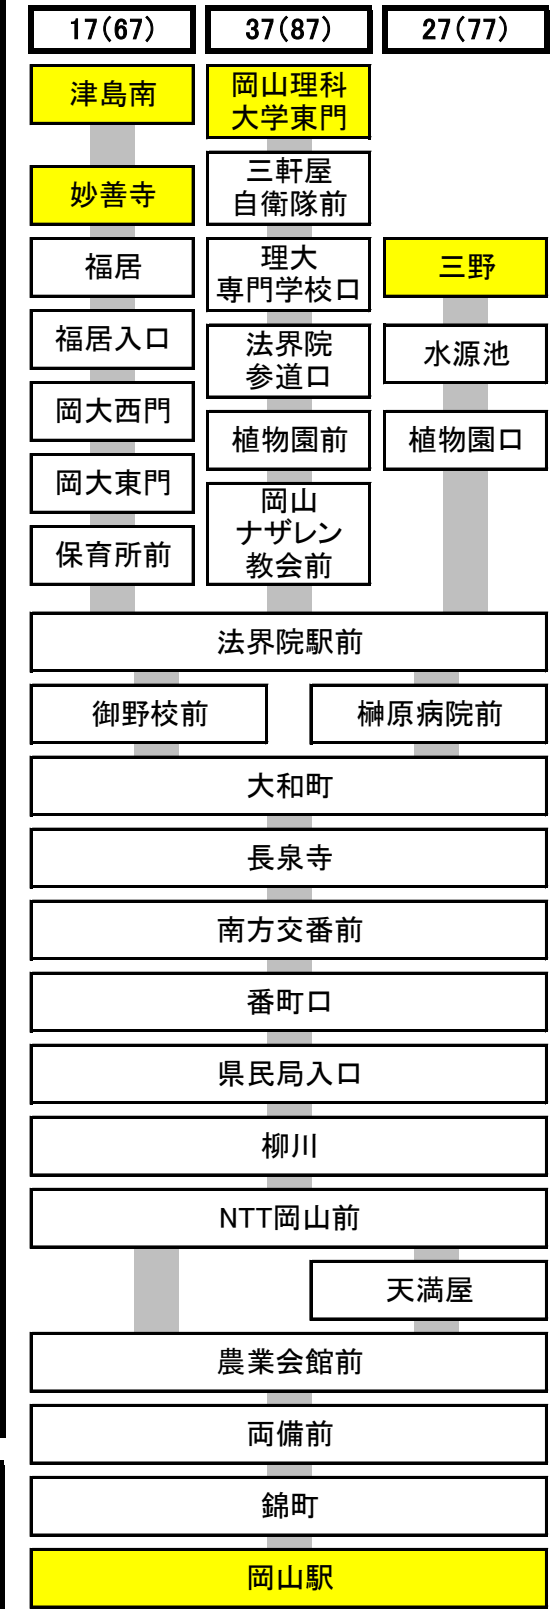 17(67)
37(87)
27(77)
津島南
妙善寺
福居
福居入口
岡大西門
岡大東門
保育所前
岡山理科
大学東門
三軒屋
自衛隊前
理大
専門学校口
法界院
参道口
植物園前
岡山
ナザレン
教会前
三野
水源池
植物園口
法界院駅前
御野校前
榊原病院前
大和町
長泉寺
南方交番前
番町口
県民局入口
柳川
NTT岡山前
天満屋
農業会館前
両備前
錦町
岡山駅